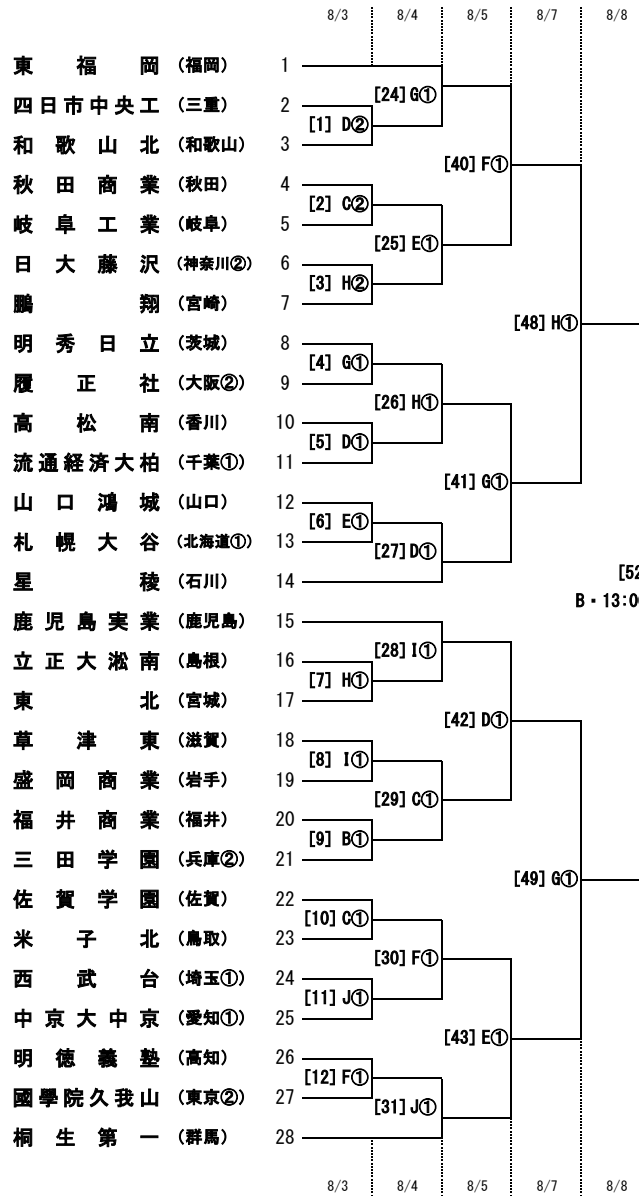 8/3 8/4 8/5 8/7 8/8
東福岡 (福岡) 1
[24] G①
四日市中央工 (三重) 2
[1] D②
和歌山北 (和歌山) 3
[40] F①
秋田商業 (秋田) 4
[2] C②
岐阜工業 (岐阜) 5
[25] E①
日大藤沢 (神奈川②) 6
[3] H②
鵬翔 (宮崎) 7
[48] H①
明秀日立 (茨城) 8
[4] G①
履正社 (大阪②) 9
[26] H①
高松南 (香川) 10
[5] D①
流通経済大柏 (千葉①) 11
[41] G①
山口鴻城 (山口) 12
[6] E①
札幌大谷 (北海道①) 13
[27] D①
星稜 (石川) 14
[52
B・13:0
鹿児島実業 (鹿児島) 15
[28] I①
立正大淞南 (島根) 16
[7] H①
東北 (宮城) 17
[42] D①
草津東 (滋賀) 18
[8] I①
盛岡商業 (岩手) 19
[29] C①
福井商業 (福井) 20
[9] B①
三田学園 (兵庫②) 21
[49] G①
佐賀学園 (佐賀) 22
[10] C①
米子北 (鳥取) 23
[30] F①
西武台 (埼玉①) 24
[11] J①
中京大中京 (愛知①) 25
[43] E①
明徳義塾 (高知) 26
[12] F①
國學院久我山 (東京②) 27
[31] J①
桐生第一 (群馬) 28
8/3 8/4 8/5 8/7 8/8